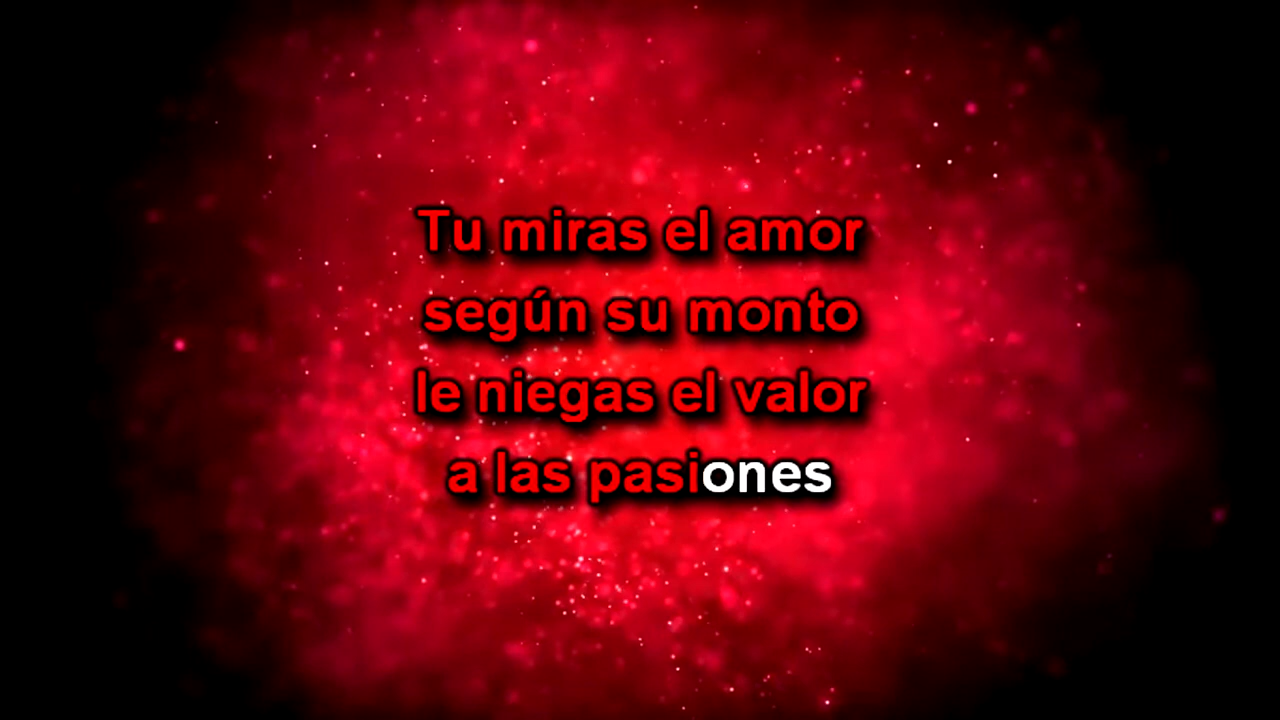 Tu miras el amor
según su monto
le niegas el valor
a las pasiones